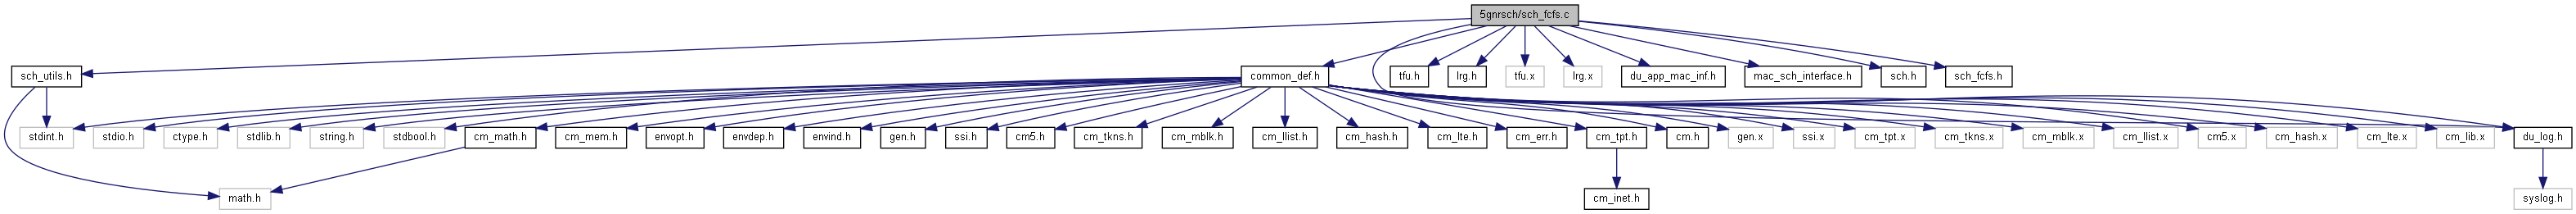 5gnrsch/sch_fcfs.c
sch_utils.h
common_def.h
tfu.h
lrg.h
tfu.x
lrg.x
du_app_mac_inf.h
mac_sch_interface.h
sch.h
sch_fcfs.h
stdint.h
stdio.h
ctype.h
stdlib.h
string.h
stdbool.h
cm_math.h
cm_mem.h
envopt.h
envdep.h
envind.h
gen.h
ssi.h
cm5.h
cm_tkns.h
cm_mblk.h
cm_llist.h
cm_hash.h
cm_lte.h
cm_err.h
cm_tpt.h
cm.h
gen.x
ssi.x
cm_tpt.x
cm_tkns.x
cm_mblk.x
cm_llist.x
cm5.x
cm_hash.x
cm_lte.x
cm_lib.x
du_log.h
math.h
cm_inet.h
syslog.h